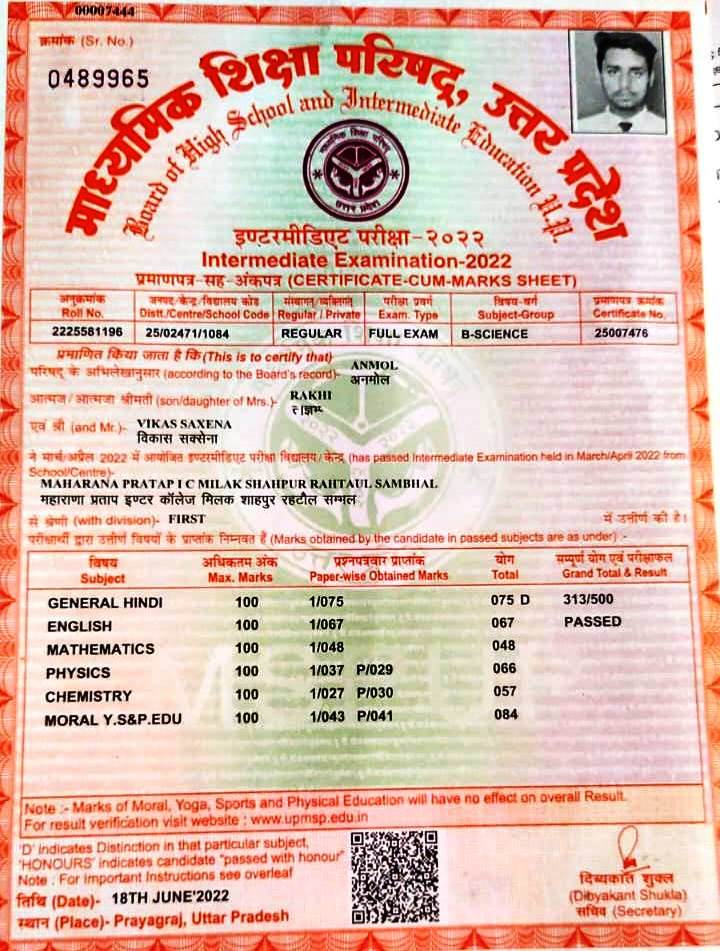 00007444
क्रमांक (Sr. No.)
0489965
माध्यमिक शिक्षा परिषद्, उत्तर प्रदेश
Board of High School and Intermediate Education U.P.
माध्यमिक शिक्षा परिषद
उत्तर प्रदेश
इण्टरमीडिएट परीक्षा-२०२२
Intermediate Examination-2022
प्रमाणपत्र-सह-अंकपत्र (CERTIFICATE-CUM-MARKS SHEET)
अनुक्रमांक जनपद/केन्द्र/विद्यालय कोड संस्थागत/व्यक्तिगत परीक्षा प्रवर्ग विषय-वर्ग प्रमाणपत्र क्रमांक
Roll No. Distt./Centre/School Code Regular / Private Exam. Type Subject-Group Certificate No.
2225581196 25/02471/1084 REGULAR FULL EXAM B-SCIENCE 25007476
प्रमाणित किया जाता है कि (This is to certify that)
ANMOL
परिषद् के अभिलेखानुसार (according to the Board's record)- अनमोल
RAKHI
आत्मज / आत्मजा श्रीमती (son/daughter of Mrs.)-
एवं श्री (and Mr.)- VIKAS SAXENA
विकास सक्सेना
ने मार्च/अप्रैल 2022 में आयोजित इण्टरमीडिएट परीक्षा विद्यालय/केन्द्र (has passed Intermediate Examination held in March/April 2022 from
School/Centre)-
MAHARANA PRATAP I C MILAK SHAHPUR RAHTAUL SAMBHAL
महाराणा प्रताप इण्टर कॉलेज मिलक शाहपुर रहटौल सम्भल
से श्रेणी (with division)- FIRST में उत्तीर्ण की है।
परीक्षार्थी द्वारा उत्तीर्ण विषयों के प्राप्तांक निम्नवत हैं (Marks obtained by the candidate in passed subjects are as under) :-
विषय अधिकतम अंक प्रश्नपत्रवार प्राप्तांक योग सम्पूर्ण योग एवं परीक्षाफल
Subject Max. Marks Paper-wise Obtained Marks Total Grand Total & Result
GENERAL HINDI 100 1/075 075 D 313/500
ENGLISH 100 1/067 067 PASSED
MATHEMATICS 100 1/048 048
PHYSICS 100 1/037 P/029 066
CHEMISTRY 100 1/027 P/030 057
MORAL Y.S&P.EDU 100 1/043 P/041 084
Note :- Marks of Moral, Yoga, Sports and Physical Education will have no effect on overall Result.
For result verification visit website : www.upmsp.edu.in
'D' indicates Distinction in that particular subject,
'HONOURS' indicates candidate "passed with honour"
Note : For Important Instructions see overleaf
तिथि (Date)- 18TH JUNE'2022
स्थान (Place)- Prayagraj, Uttar Pradesh
दिब्यकांत शुक्ल
(Dibyakant Shukla)
सचिव (Secretary)